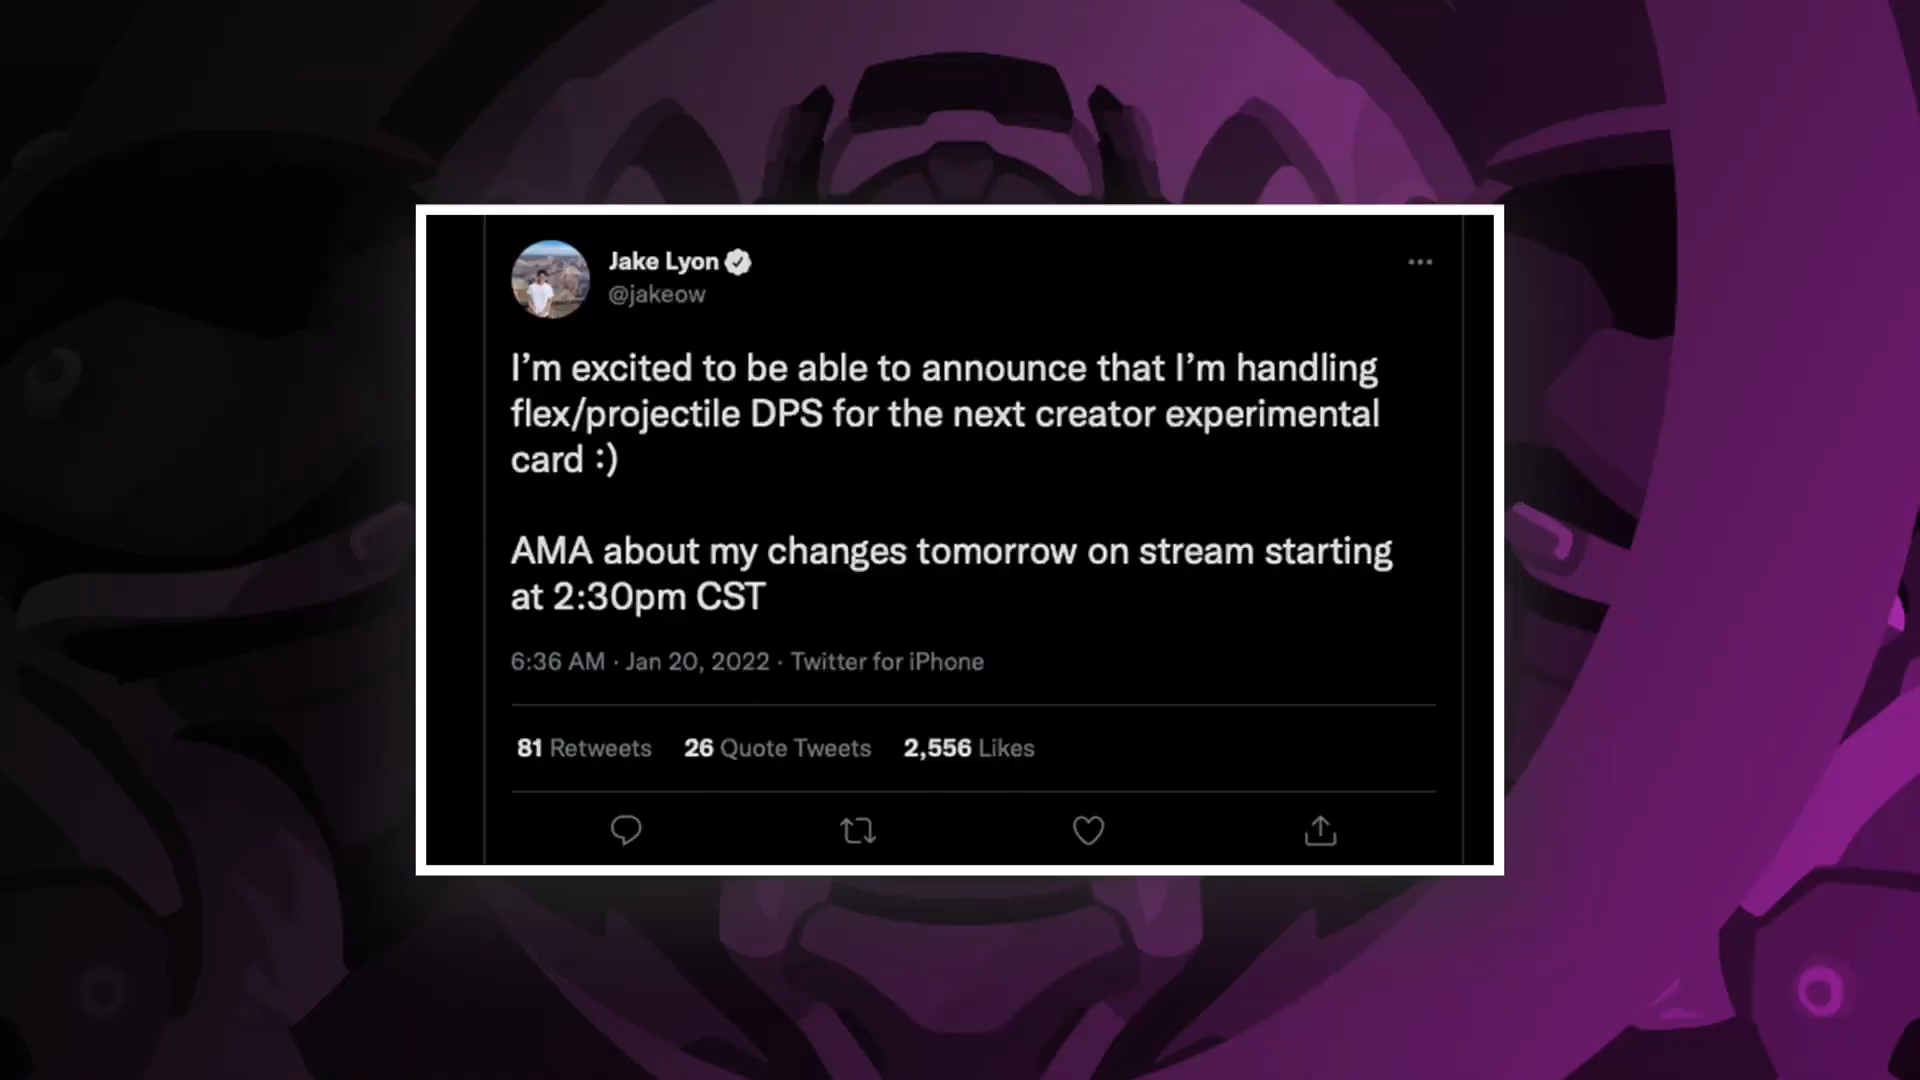 Jake Lyon
@jakeow
I’m excited to be able to announce that I’m handling
flex/projectile DPS for the next creator experimental
card :)
AMA about my changes tomorrow on stream starting
at 2:30pm CST
6:36 AM · Jan 20, 2022 · Twitter for iPhone
81 Retweets 26 Quote Tweets 2,556 Likes